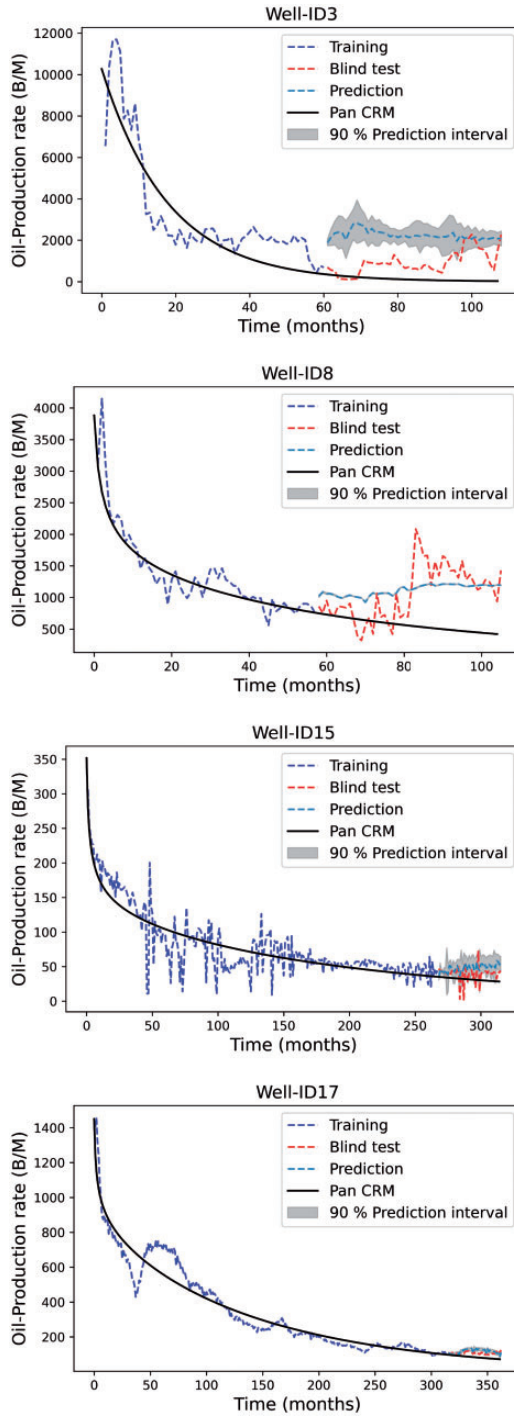 Well-ID3
Oil-Production rate (B/M)
12000
10000
8000
6000
4000
2000
0
Training
Blind test
Prediction
Pan CRM
90 % Prediction interval
0 20 40 60 80 100
Time (months)
Well-ID8
Oil-Production rate (B/M)
4000
3500
3000
2500
2000
1500
1000
500
Training
Blind test
Prediction
Pan CRM
90 % Prediction interval
0 20 40 60 80 100
Time (months)
Well-ID15
Oil-Production rate (B/M)
350
300
250
200
150
100
50
0
Training
Blind test
Prediction
Pan CRM
90 % Prediction interval
0 50 100 150 200 250 300
Time (months)
Well-ID17
Oil-Production rate (B/M)
1400
1200
1000
800
600
400
200
Training
Blind test
Prediction
Pan CRM
90 % Prediction interval
0 50 100 150 200 250 300 350
Time (months)